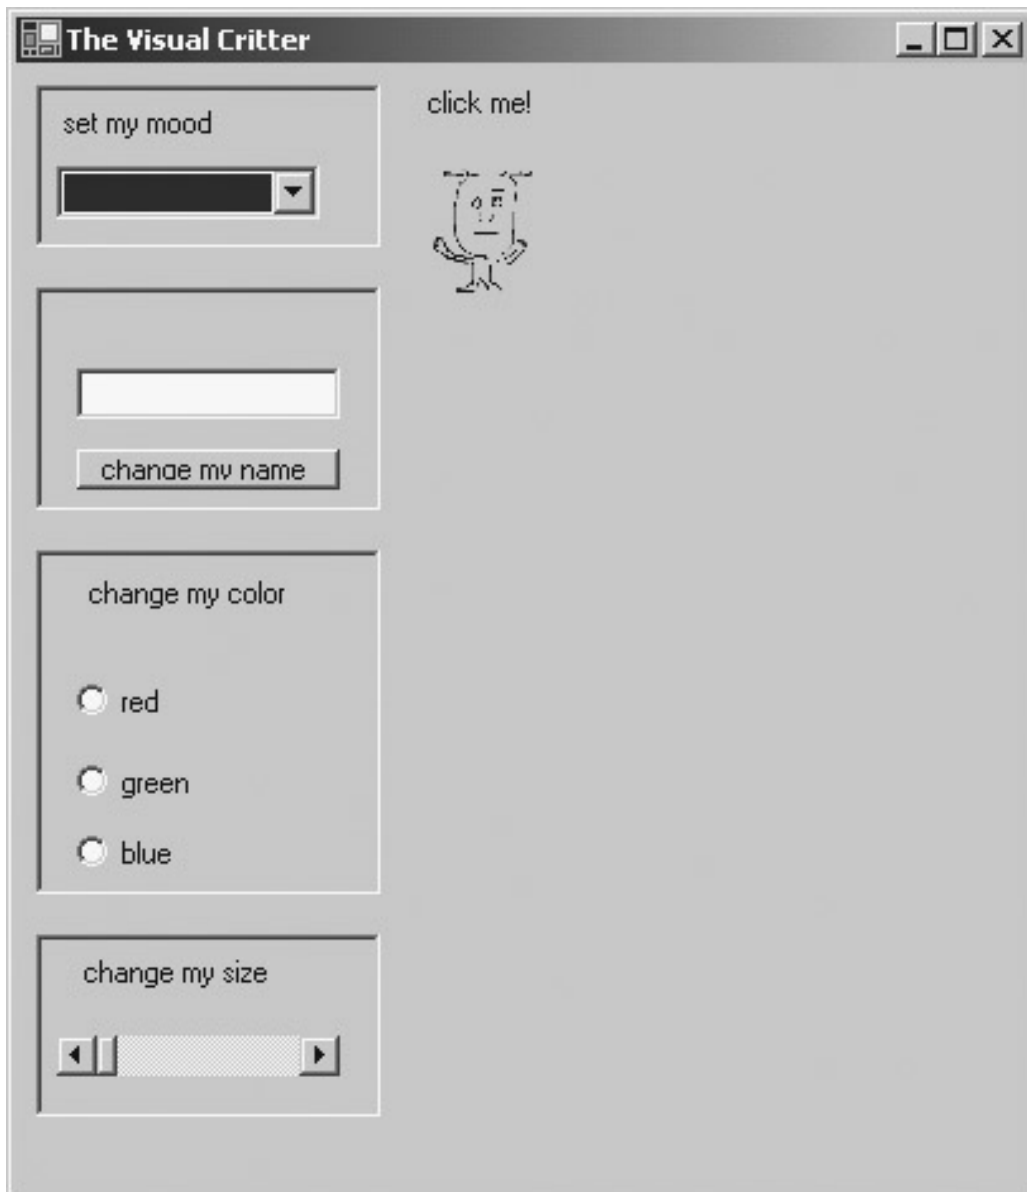 The Visual Critter
set my mood
click me!
change my name
change my color
red
green
blue
change my size